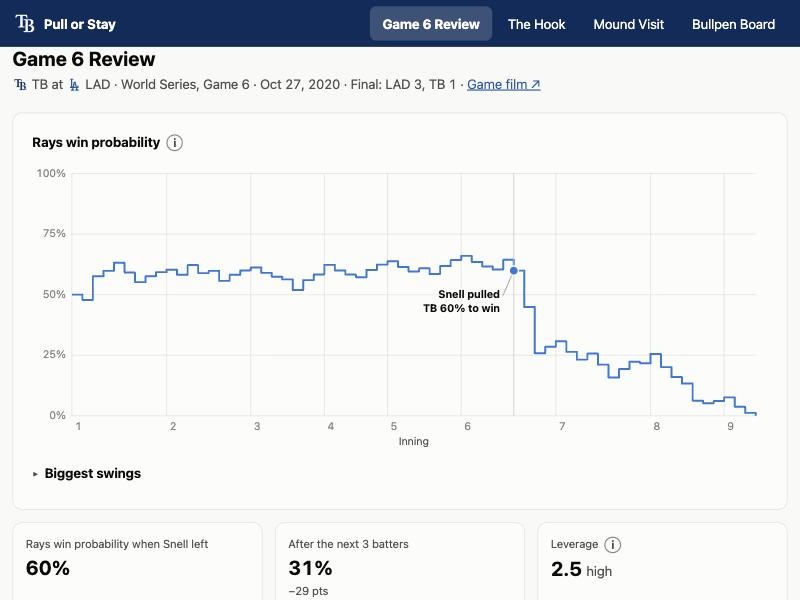 TB Pull or Stay Game 6 Review The Hook Mound Visit Bullpen Board
Game 6 Review
TB TB at LA LAD · World Series, Game 6 · Oct 27, 2020 · Final: LAD 3, TB 1 · Game film ↗
Rays win probability i
100%
75%
50%
25%
0%
Snell pulled
TB 60% to win
1 2 3 4 5 6 7 8 9
Inning
▸ Biggest swings
Rays win probability when Snell left
60%
After the next 3 batters
31%
−29 pts
Leverage i
2.5 high